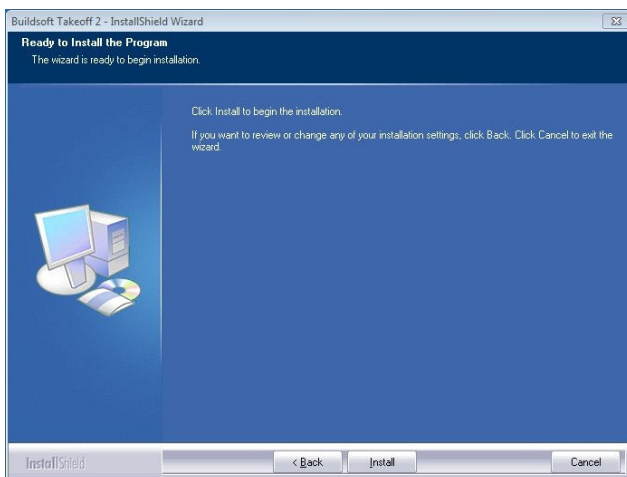 Buildsoft Takeoff 2 - InstallShield Wizard
Ready to Install the Program
The wizard is ready to begin installation.
Click Install to begin the installation.
If you want to review or change any of your installation settings, click Back. Click Cancel to exit the
wizard.
InstallShield
< Back
Install
Cancel